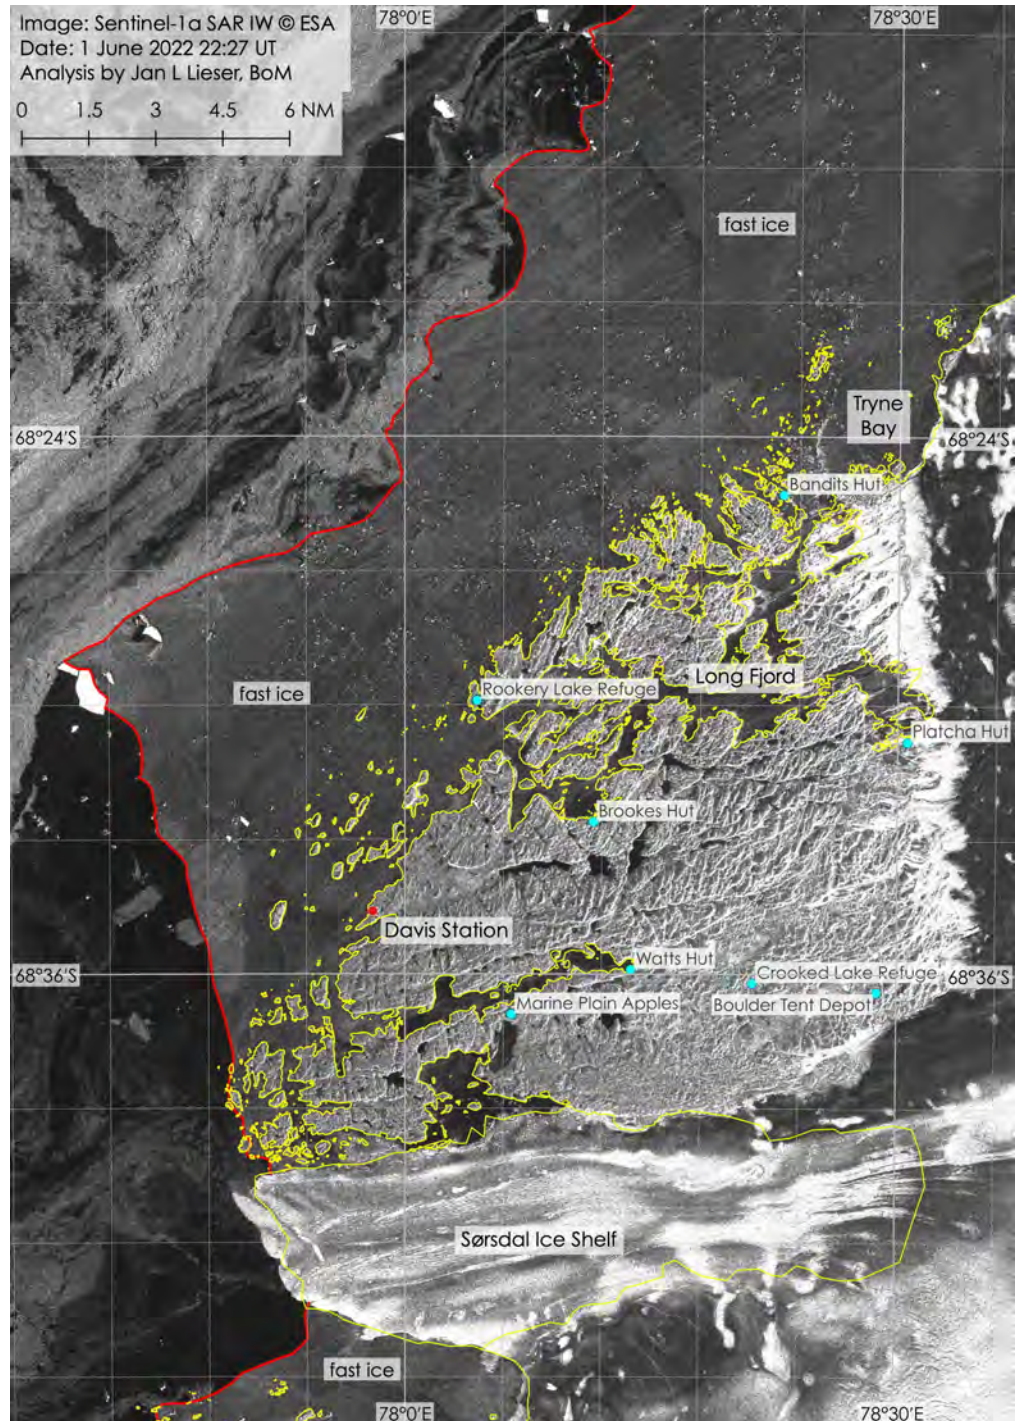 Image: Sentinel-1a SAR IW © ESA
Date: 1 June 2022 22:27 UT
Analysis by Jan L Lieser, BoM
0 1.5 3 4.5 6 NM
78°0'E
78°30'E
fast ice
Tryne
Bay
68°24'S
68°24'S
Bandits Hut
Long Fjord
fast ice
Rookery Lake Refuge
Platcha Hut
Brookes Hut
Davis Station
Watts Hut
68°36'S
Crooked Lake Refuge
68°36'S
Marine Plain Apples
Boulder Tent Depot
Sørsdal Ice Shelf
fast ice
78°0'E
78°30'E